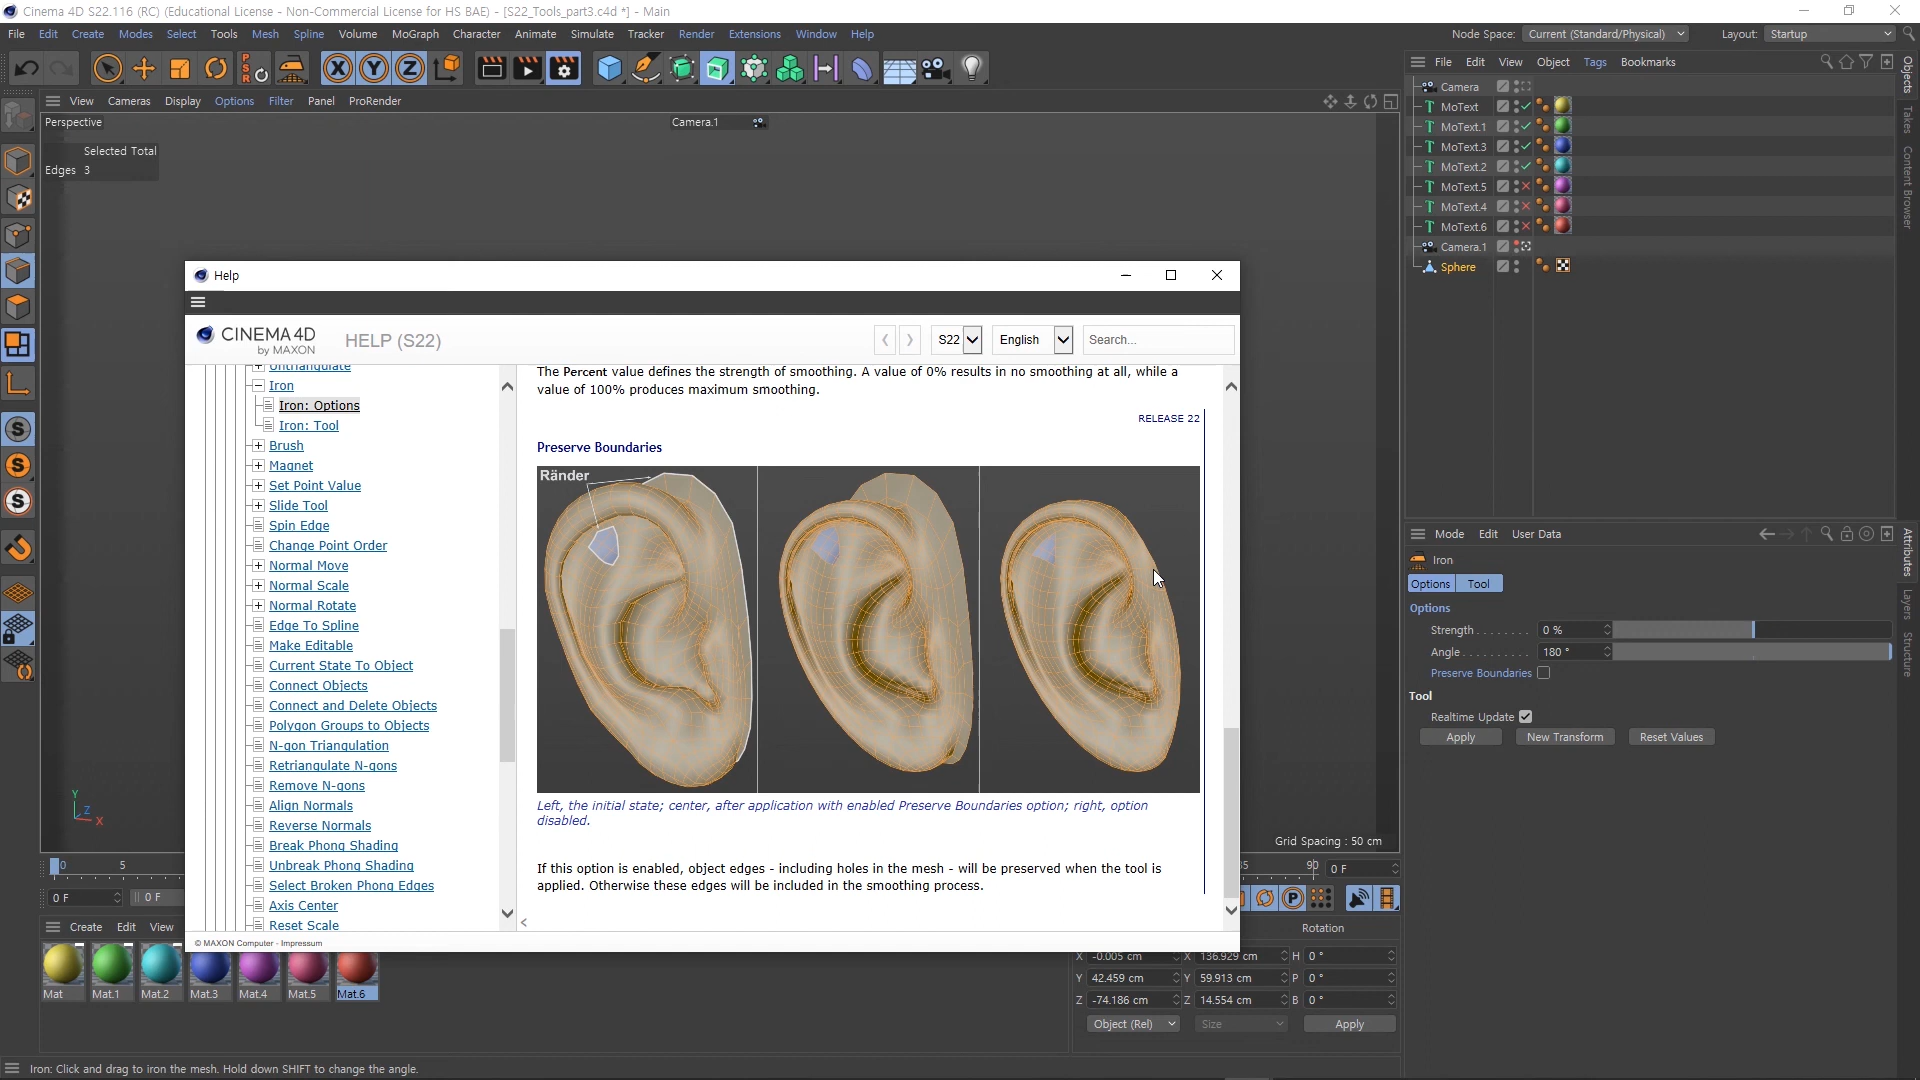 Cinema 4D S22.116 (RC) (Educational License - Non-Commercial License for HS BAE) - [S22_Tools_part3.c4d *] - Main
File Edit Create Modes Select Tools Mesh Spline Volume MoGraph Character Animate Simulate Tracker Render Extensions Window Help
Node Space: Current (Standard/Physical) Layout: Startup
View Cameras Display Options Filter Panel ProRender
Perspective
Camera.1
Selected Total
Edges 3
Help
CINEMA 4D
by MAXON
HELP (S22)
S22
English
Search...
Untriangulate
Iron
Iron: Options
Iron: Tool
Brush
Magnet
Set Point Value
Slide Tool
Spin Edge
Change Point Order
Normal Move
Normal Scale
Normal Rotate
Edge To Spline
Make Editable
Current State To Object
Connect Objects
Connect and Delete Objects
Polygon Groups to Objects
N-gon Triangulation
Retriangulate N-gons
Remove N-gons
Align Normals
Reverse Normals
Break Phong Shading
Unbreak Phong Shading
Select Broken Phong Edges
Axis Center
Reset Scale
The Percent value defines the strength of smoothing. A value of 0% results in no smoothing at all, while a
value of 100% produces maximum smoothing.
RELEASE 22
Preserve Boundaries
Ränder
Left, the initial state; center, after application with enabled Preserve Boundaries option; right, option
disabled.
If this option is enabled, object edges - including holes in the mesh - will be preserved when the tool is
applied. Otherwise these edges will be included in the smoothing process.
© MAXON Computer - Impressum
Y
Z
X
Grid Spacing : 50 cm
0 5
90
0 F
0 F
0 F
Create Edit View
Mat Mat.1 Mat.2 Mat.3 Mat.4 Mat.5 Mat.6
Rotation
X -0.005 cm X 136.929 cm H 0 °
Y 42.459 cm Y 59.913 cm P 0 °
Z -74.186 cm Z 14.554 cm B 0 °
Object (Rel) Size Apply
Iron: Click and drag to iron the mesh. Hold down SHIFT to change the angle.
File Edit View Object Tags Bookmarks
Camera
MoText
MoText.1
MoText.3
MoText.2
MoText.5
MoText.4
MoText.6
Camera.1
Sphere
Objects
Takes
Content Browser
Mode Edit User Data
Iron
Options Tool
Options
Strength 0 %
Angle 180 °
Preserve Boundaries
Tool
Realtime Update
Apply New Transform Reset Values
Attributes
Layers
Structure